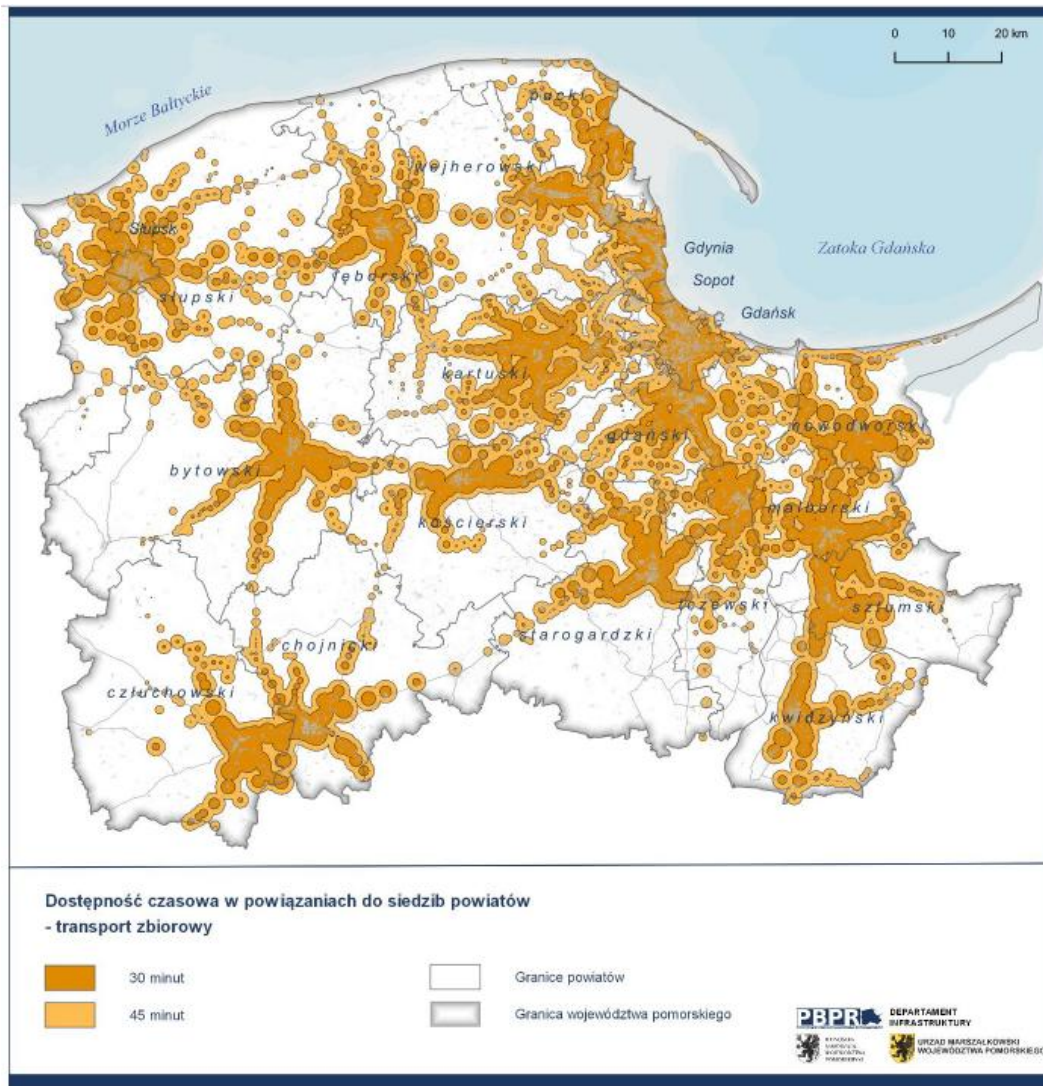 0 10 20 km
Morze Bałtyckie
pucki
wejherowski
Słupsk
Gdynia
Zatoka Gdańska
lęborski
Sopot
słupski
Gdańsk
kartuski
nowodworski
gdański
bytowski
malborski
kościerski
tczewski
sztumski
starogardzki
chojnicki
człuchowski
kwidzyński
Dostępność czasowa w powiązaniach do siedzib powiatów
- transport zbiorowy
30 minut
Granice powiatów
45 minut
Granica województwa pomorskiego
PBPR
DEPARTAMENT
INFRASTRUKTURY
URZĄD MARSZAŁKOWSKI
WOJEWÓDZTWA POMORSKIEGO